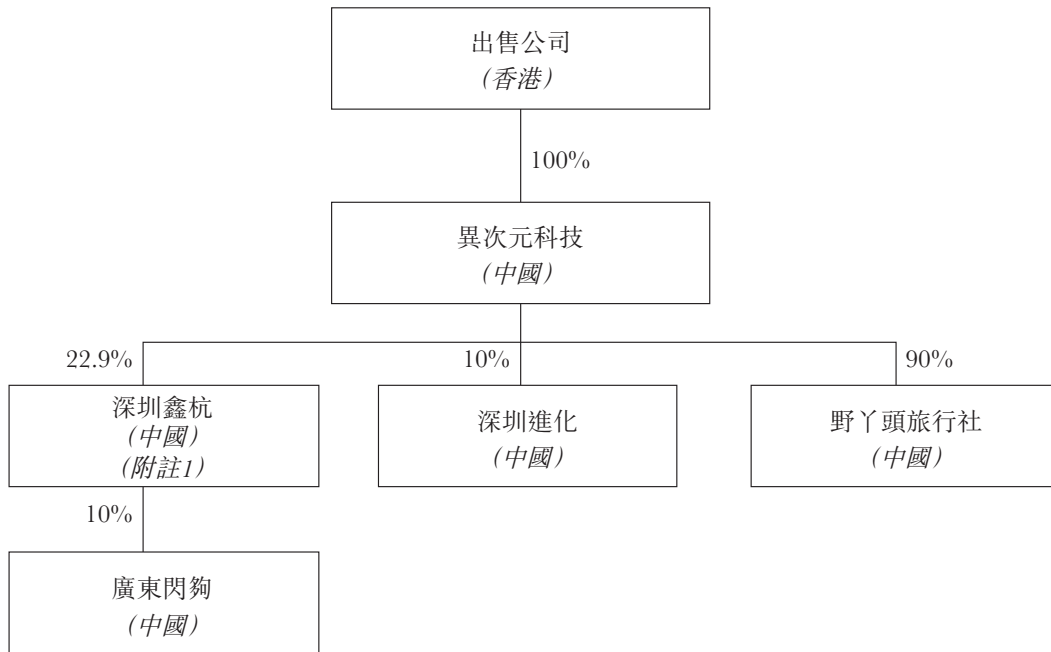 出售公司
（香港）
100%
異次元科技
（中國）
22.9%
10%
90%
深圳鑫杭
（中國）
（附註1）
深圳進化
（中國）
野丫頭旅行社
（中國）
10%
廣東閃夠
（中國）